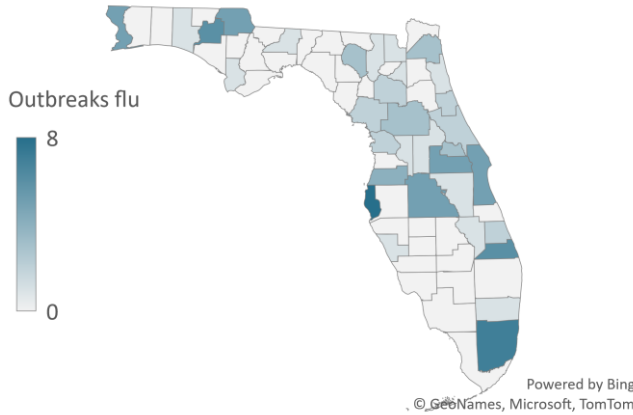 Outbreaks flu
8
0
Powered by Bing
© GeoNames, Microsoft, TomTom